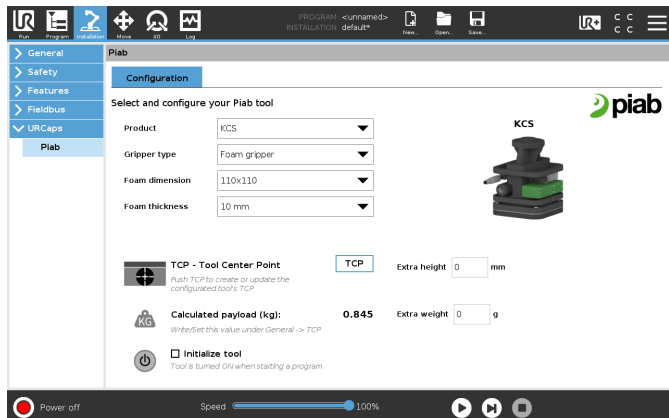 PROGRAM <unnamed>
INSTALLATION default*
Run Program Installation Move I/O Log New... Open... Save...
UR+ C C
C C
General
Safety
Features
Fieldbus
URCaps
Piab
Piab
Configuration
Select and configure your Piab tool
piab
Product KCS
KCS
Gripper type Foam gripper
Foam dimension 110x110
Foam thickness 10 mm
TCP - Tool Center Point TCP Extra height 0 mm
Push TCP to create or update the
configurated tool's TCP
KG Calculated payload (kg): 0.845 Extra weight 0 g
Write/Set this value under General -> TCP
Initialize tool
Tool is turned ON when starting a program
Power off Speed 100%